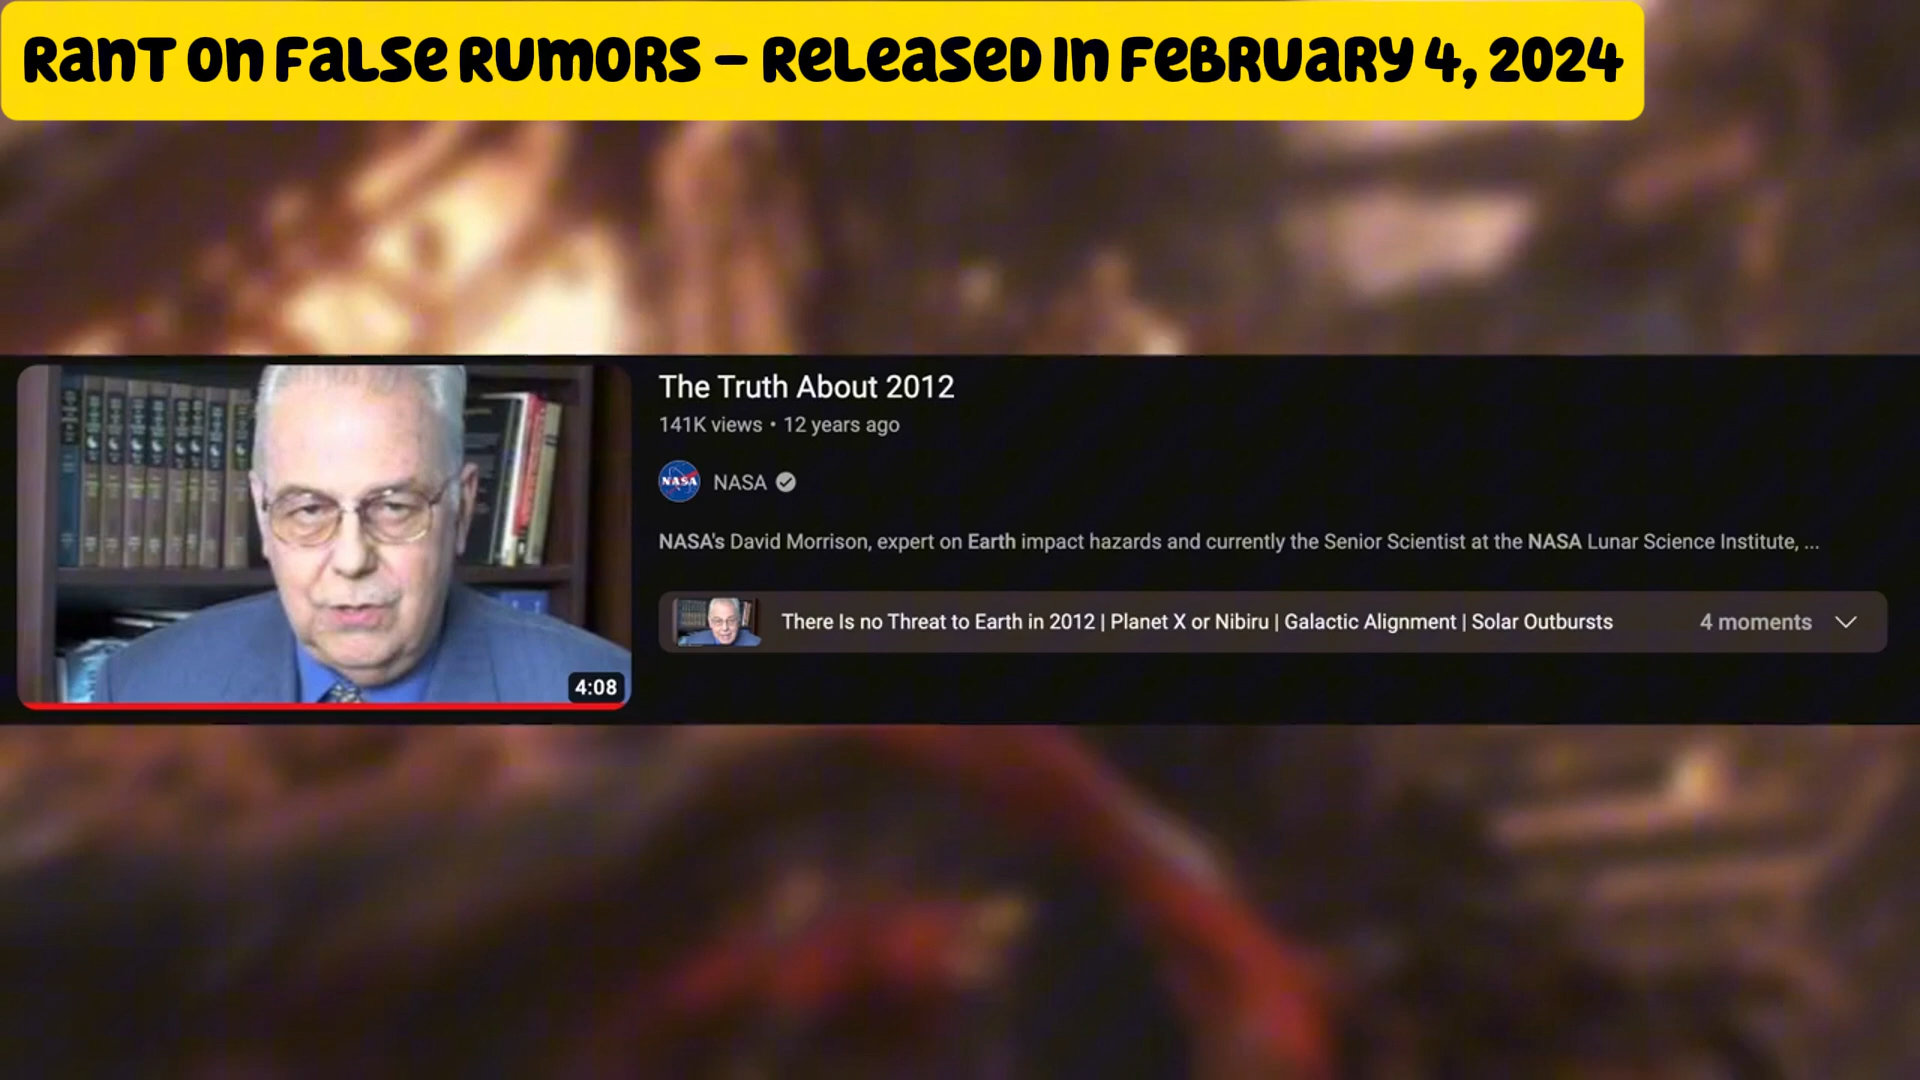 Rant on False Rumors – Released in February 4, 2024
The Truth About 2012
141K views • 12 years ago
NASA
NASA
NASA's David Morrison, expert on Earth impact hazards and currently the Senior Scientist at the NASA Lunar Science Institute, ...
There Is no Threat to Earth in 2012 | Planet X or Nibiru | Galactic Alignment | Solar Outbursts
4 moments
4:08